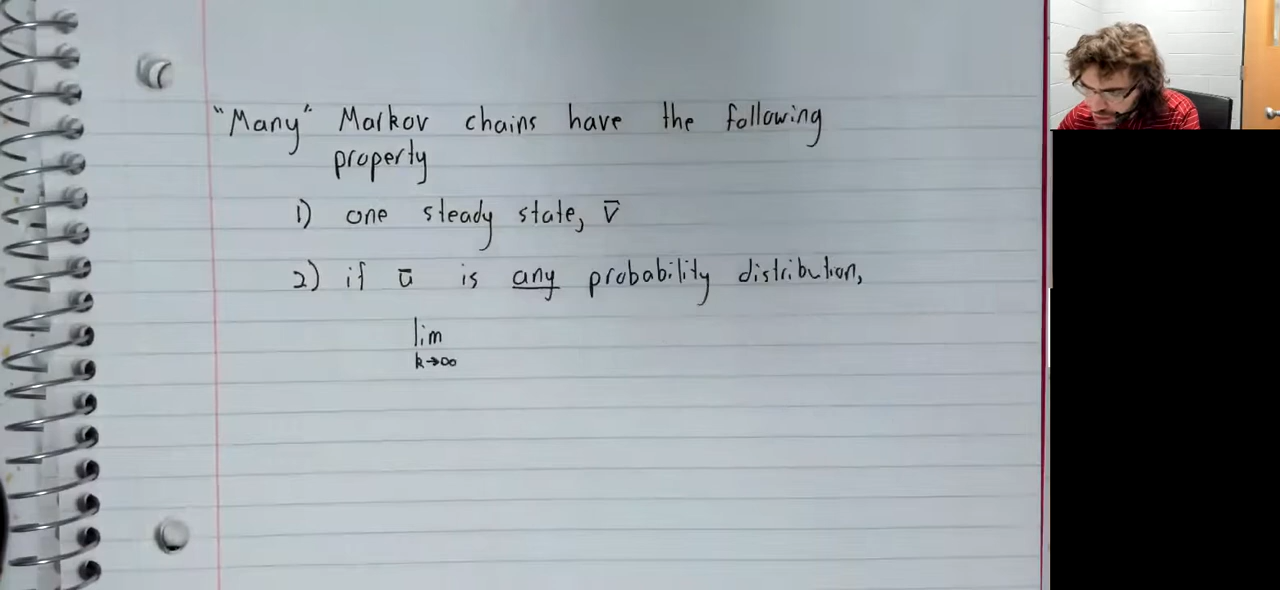 "Many" Markov chains have the following
property
1) one steady state, v̄
2) if ū is any probability distribution,
lim
k→∞